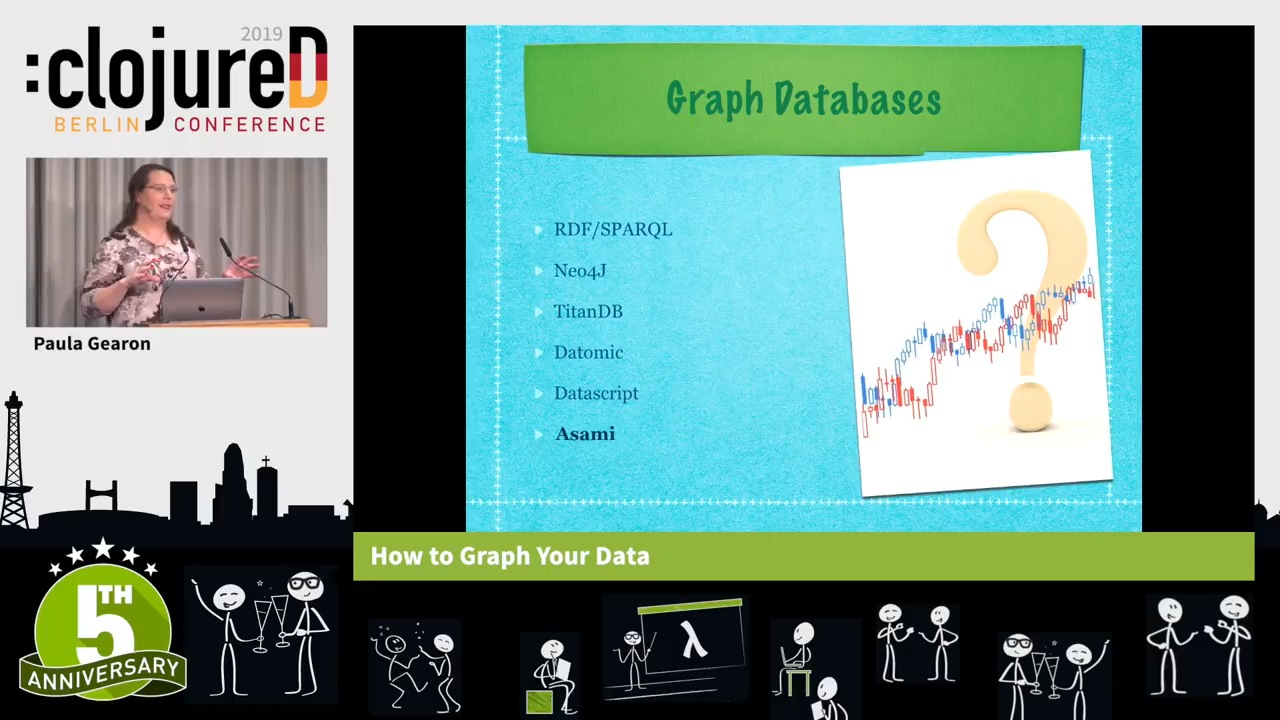 2019
:clojureD
BERLIN CONFERENCE
Paula Gearon
Graph Databases
RDF/SPARQL
Neo4J
TitanDB
Datomic
Datascript
Asami
?
How to Graph Your Data
5TH
ANNIVERSARY
λ